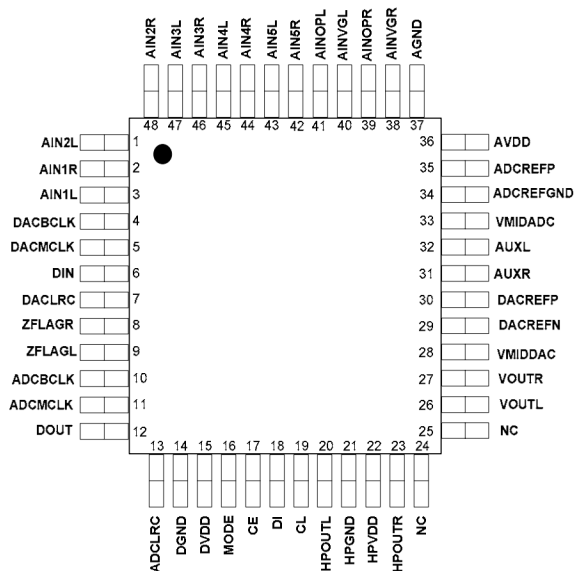 AIN2R AIN3L AIN3R AIN4L AIN4R AIN5L AIN5R AINOPL AINVGL AINOPR AINVGR AGND
48 47 46 45 44 43 42 41 40 39 38 37
AIN2L 1 36 AVDD
AIN1R 2 35 ADCREFP
AIN1L 3 34 ADCREFGND
DACBCLK 4 33 VMIDADC
DACMCLK 5 32 AUXL
DIN 6 31 AUXR
DACLRC 7 30 DACREFP
ZFLAGR 8 29 DACREFN
ZFLAGL 9 28 VMIDDAC
ADCBCLK 10 27 VOUTR
ADCMCLK 11 26 VOUTL
DOUT 12 25 NC
13 14 15 16 17 18 19 20 21 22 23 24
ADCLRC DGND DVDD MODE CE DI CL HPOUTL HPGND HPVDD HPOUTR NC